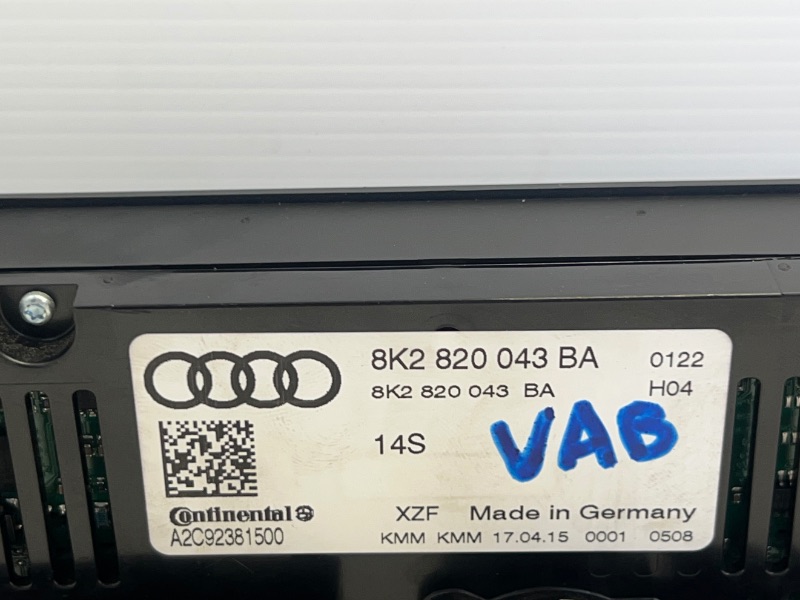 8K2 820 043 BA 0122
8K2 820 043 BA H04
14S VAB
Continental XZF Made in Germany
A2C92381500 KMM KMM 17.04.15 0001 0508